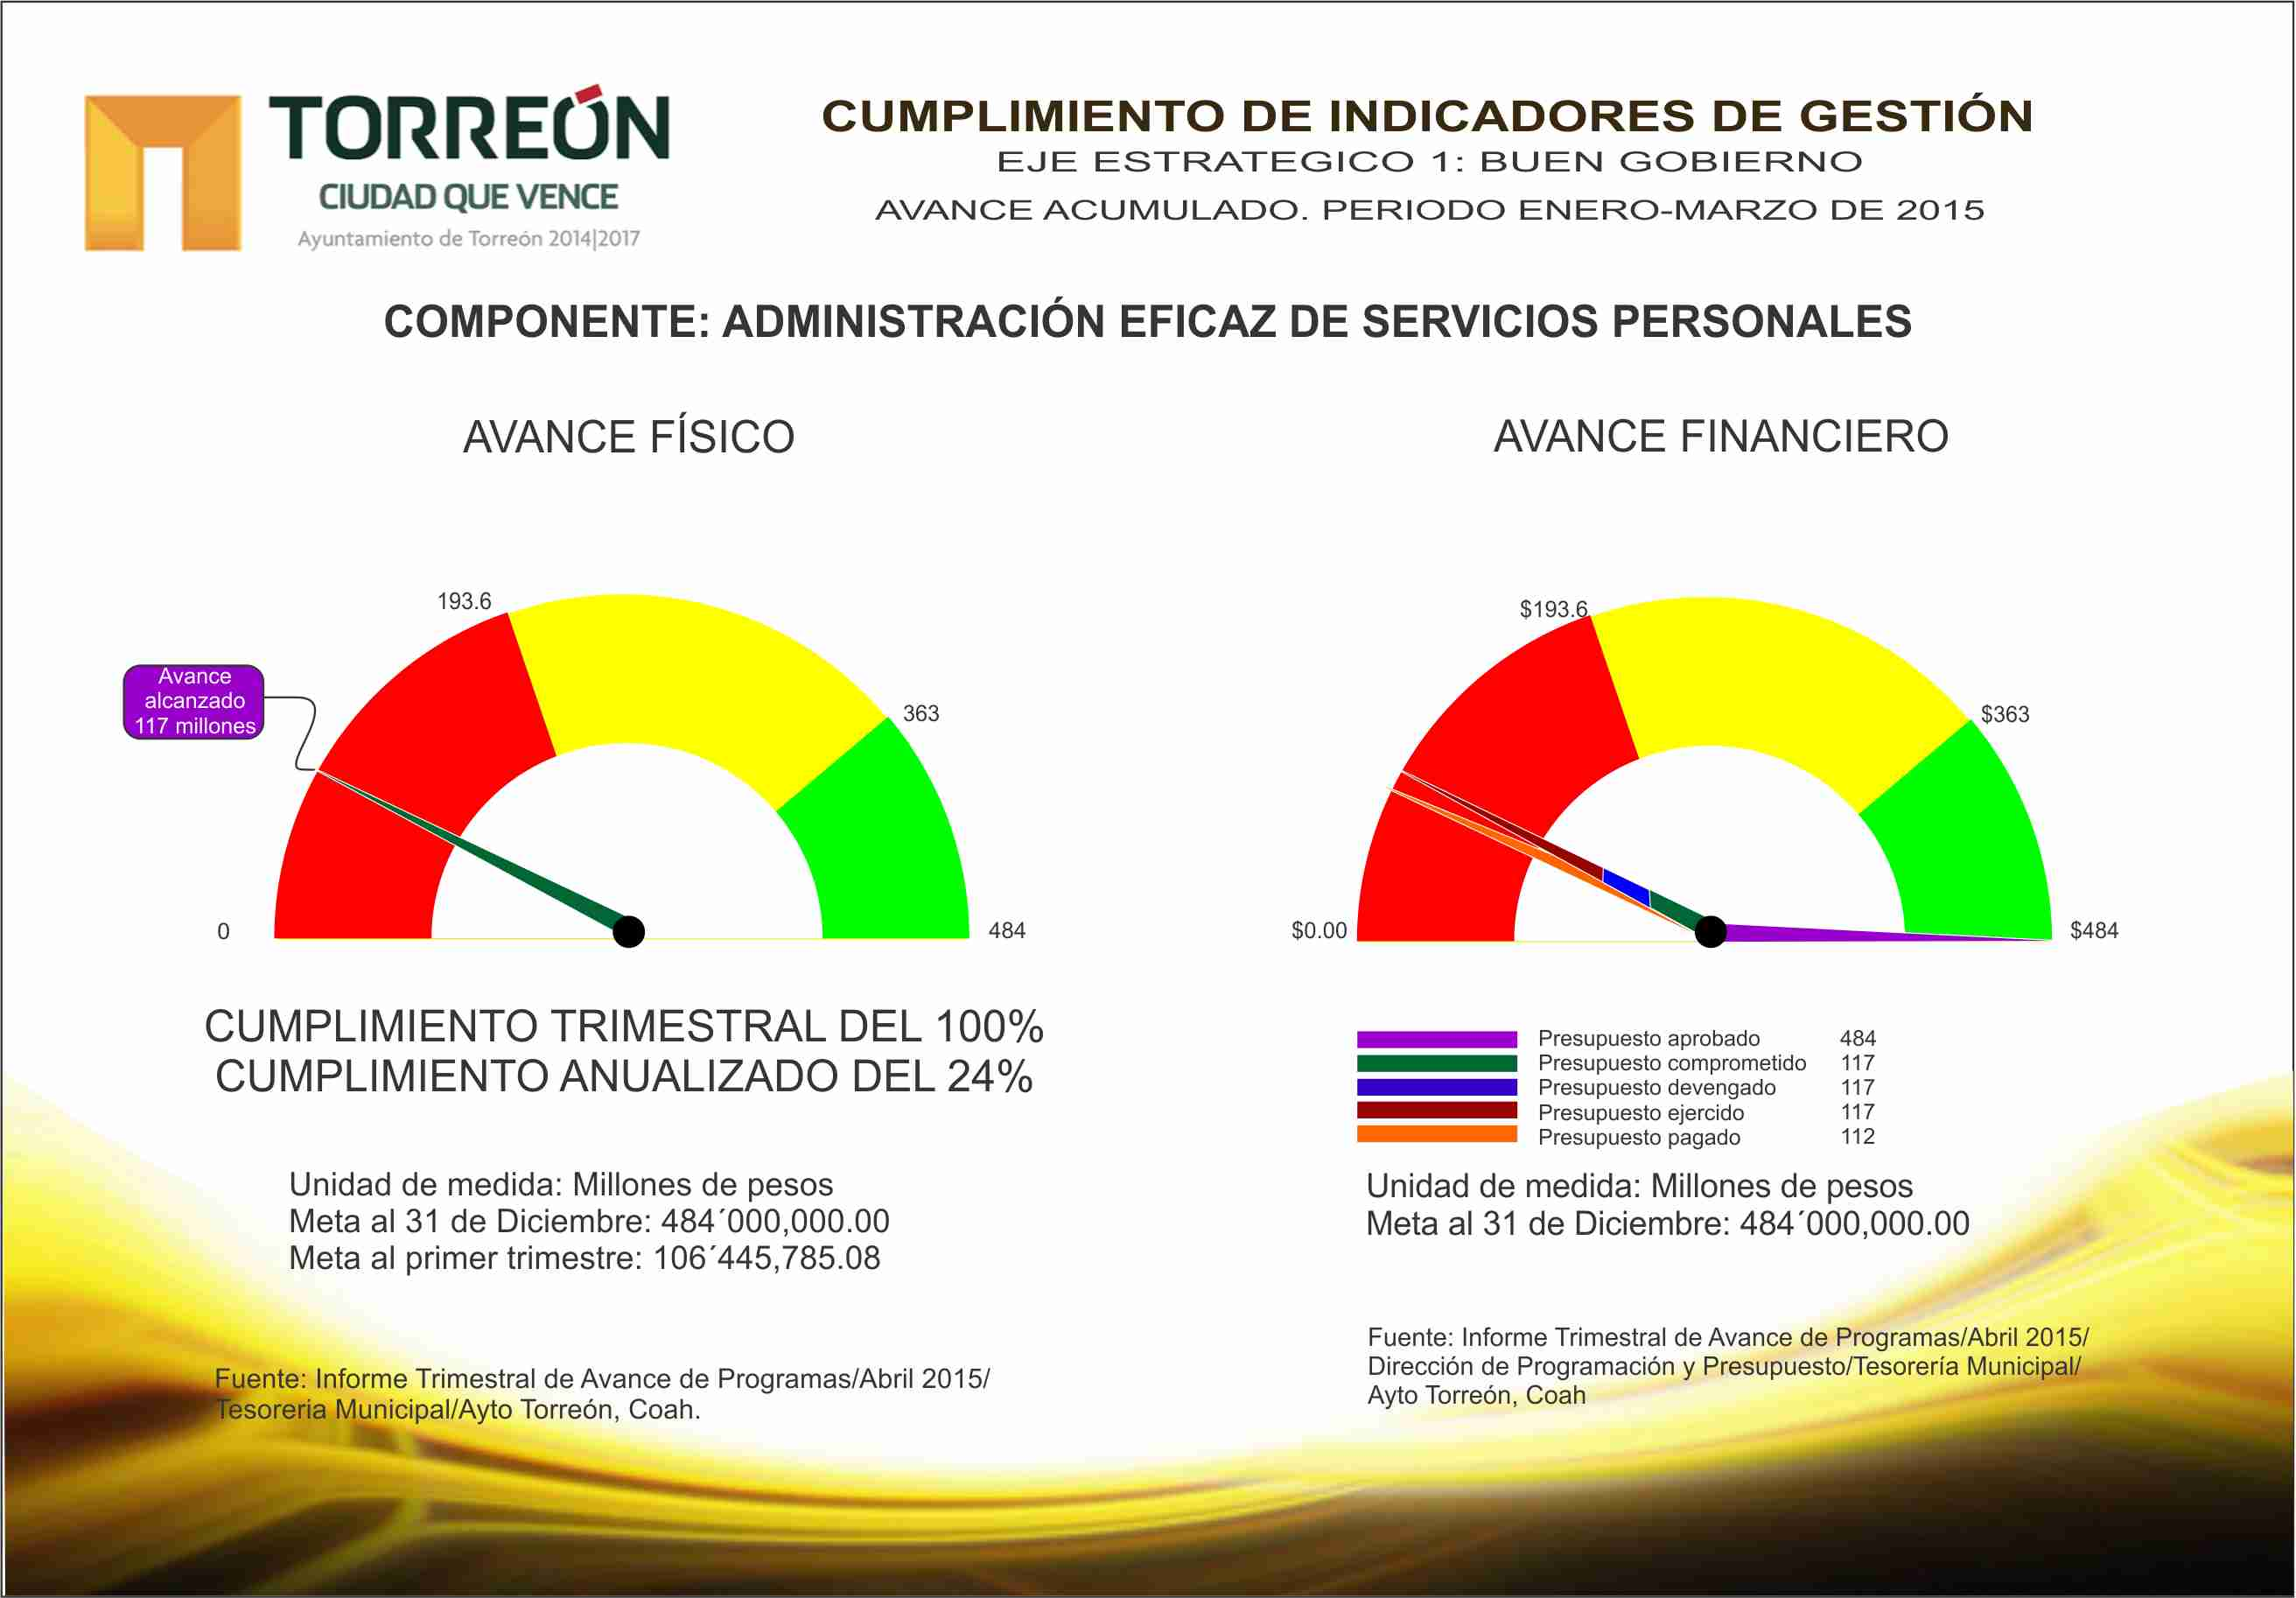 TORREÓN
CIUDAD QUE VENCE
Ayuntamiento de Torreón 2014|2017
CUMPLIMIENTO DE INDICADORES DE GESTIÓN
EJE ESTRATEGICO 1: BUEN GOBIERNO
AVANCE ACUMULADO. PERIODO ENERO-MARZO DE 2015
COMPONENTE: ADMINISTRACIÓN EFICAZ DE SERVICIOS PERSONALES
AVANCE FÍSICO
193.6
Avance
alcanzado
117 millones
363
0
484
CUMPLIMIENTO TRIMESTRAL DEL 100%
CUMPLIMIENTO ANUALIZADO DEL 24%
Unidad de medida: Millones de pesos
Meta al 31 de Diciembre: 484´000,000.00
Meta al primer trimestre: 106´445,785.08
Fuente: Informe Trimestral de Avance de Programas/Abril 2015/
Tesoreria Municipal/Ayto Torreón, Coah.
AVANCE FINANCIERO
$193.6
$363
$0.00
$484
Presupuesto aprobado 484
Presupuesto comprometido 117
Presupuesto devengado 117
Presupuesto ejercido 117
Presupuesto pagado 112
Unidad de medida: Millones de pesos
Meta al 31 de Diciembre: 484´000,000.00
Fuente: Informe Trimestral de Avance de Programas/Abril 2015/
Dirección de Programación y Presupuesto/Tesorería Municipal/
Ayto Torreón, Coah